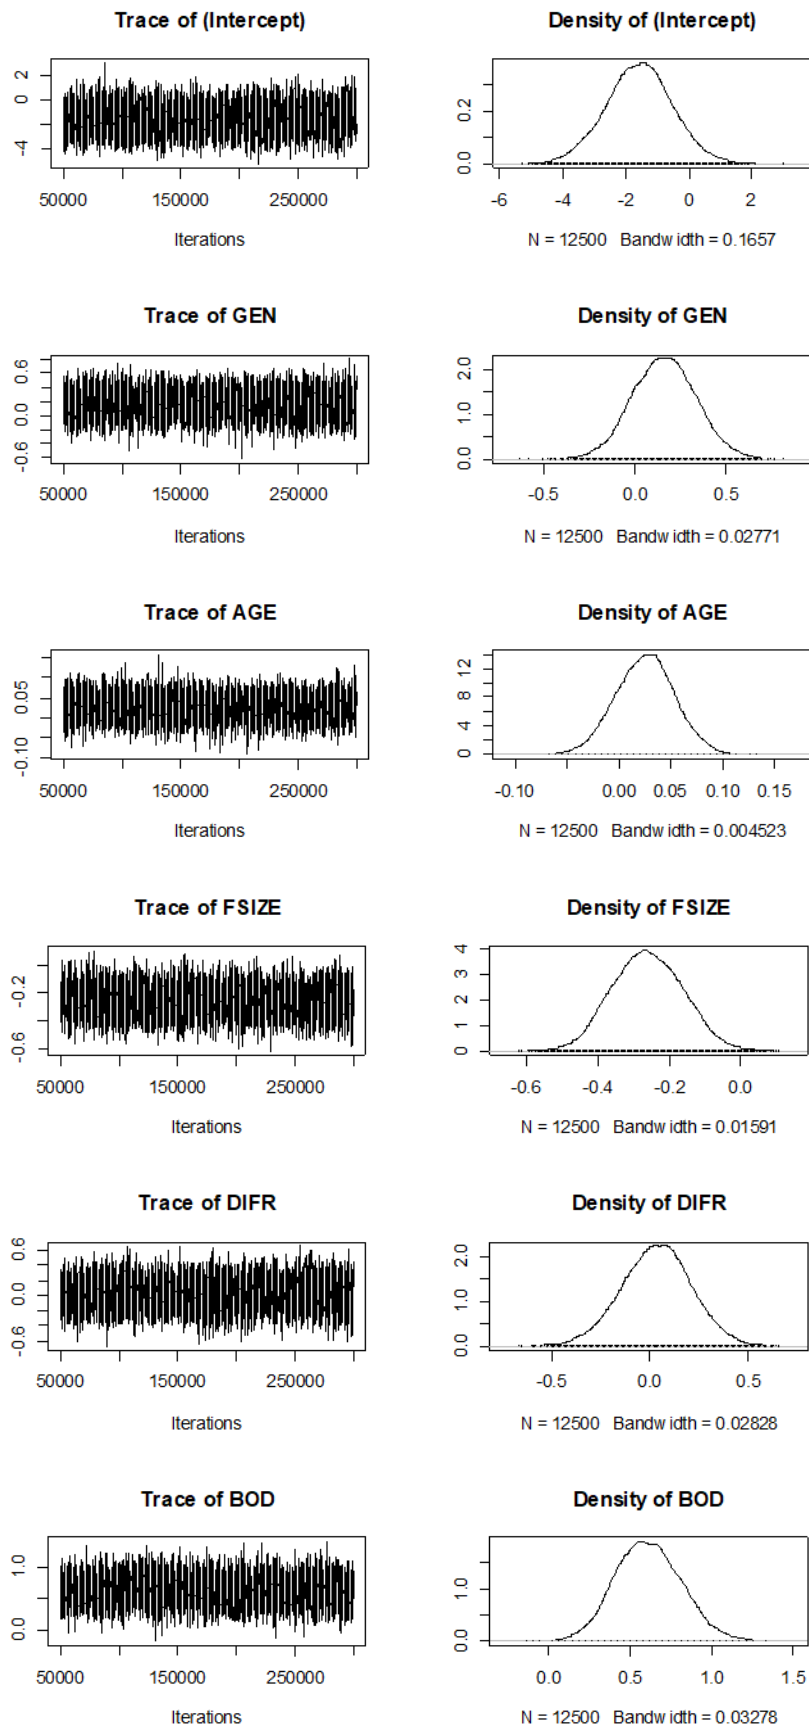 Trace of (Intercept)
Density of (Intercept)
2
0
-4
50000 150000 250000
Iterations
0.2
0.0
-6 -4 -2 0 2
N = 12500 Bandwidth = 0.1657
Trace of GEN
Density of GEN
0.6
0.0
-0.6
50000 150000 250000
Iterations
2.0
1.0
0.0
-0.5 0.0 0.5
N = 12500 Bandwidth = 0.02771
Trace of AGE
Density of AGE
0.05
-0.10
50000 150000 250000
Iterations
12
8
4
0
-0.10 0.00 0.05 0.10 0.15
N = 12500 Bandwidth = 0.004523
Trace of FSIZE
Density of FSIZE
-0.2
-0.6
50000 150000 250000
Iterations
4
3
2
1
0
-0.6 -0.4 -0.2 0.0
N = 12500 Bandwidth = 0.01591
Trace of DIFR
Density of DIFR
0.6
0.0
-0.6
50000 150000 250000
Iterations
2.0
1.0
0.0
-0.5 0.0 0.5
N = 12500 Bandwidth = 0.02828
Trace of BOD
Density of BOD
1.0
0.0
50000 150000 250000
Iterations
1.0
0.0
0.0 0.5 1.0 1.5
N = 12500 Bandwidth = 0.03278